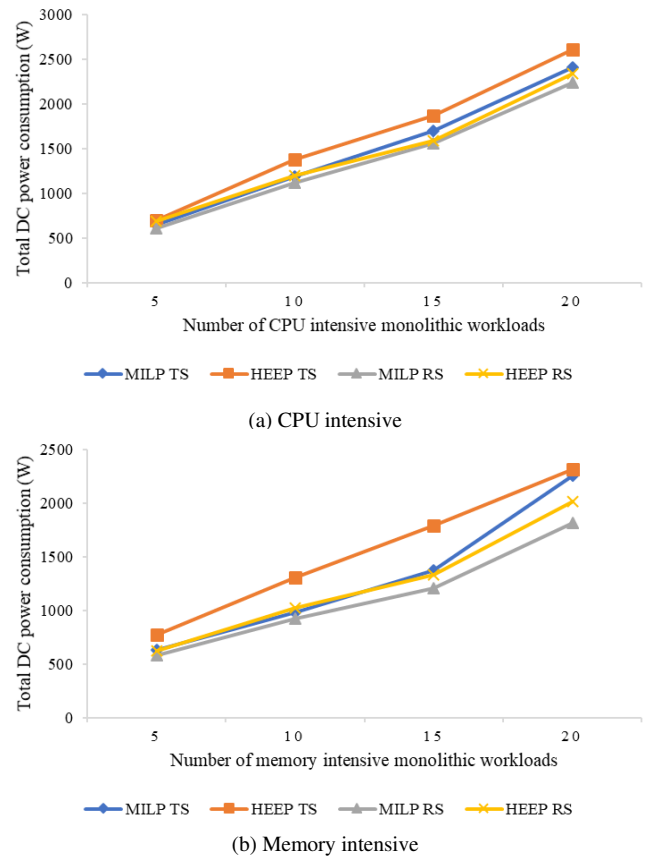 3000
2500
2000
1500
1000
500
0
Total DC power consumption (W)
5 10 15 20
Number of CPU intensive monolithic workloads
MILP TS HEEP TS MILP RS HEEP RS
(a) CPU intensive
2500
2000
1500
1000
500
0
Total DC power consumption (W)
5 10 15 20
Number of memory intensive monolithic workloads
MILP TS HEEP TS MILP RS HEEP RS
(b) Memory intensive